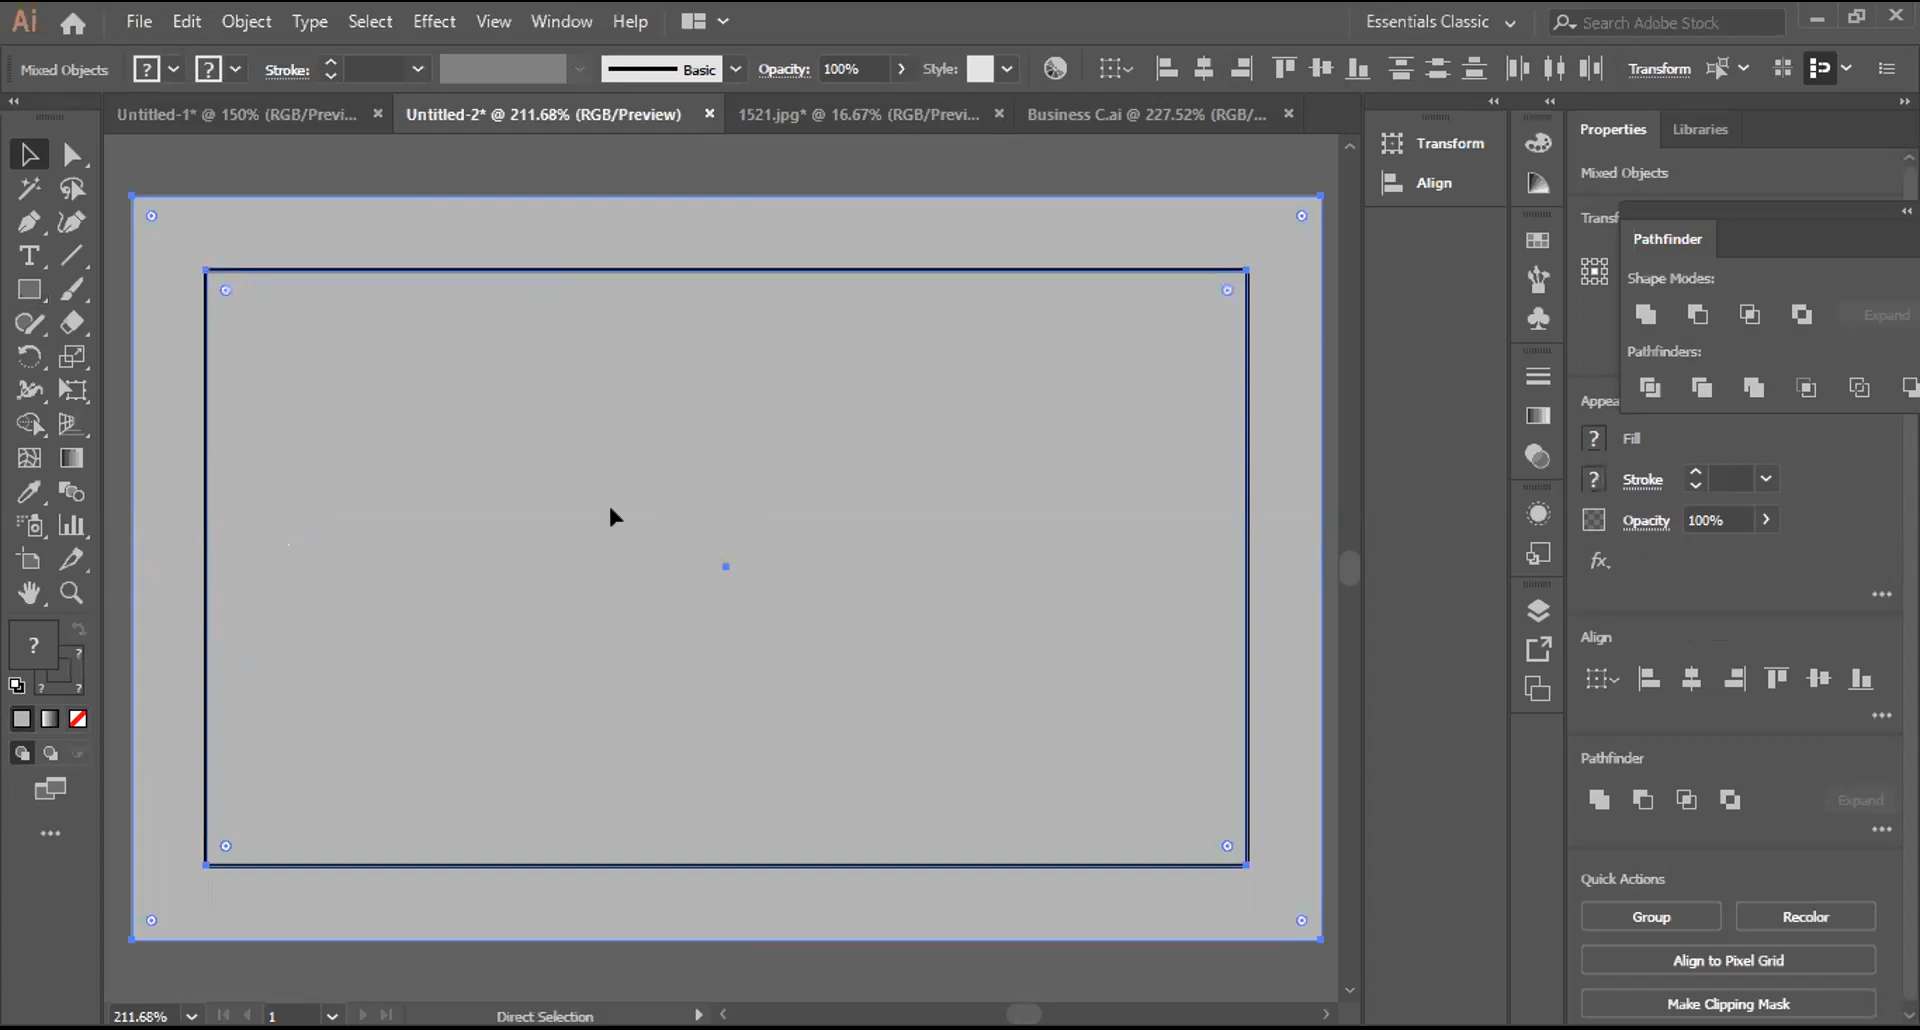 Ai File Edit Object Type Select Effect View Window Help Essentials Classic Search Adobe Stock
Mixed Objects ? ? Stroke: Basic Opacity: 100% Style: Transform
Untitled-1* @ 150% (RGB/Previ... Untitled-2* @ 211.68% (RGB/Preview) 1521.jpg* @ 16.67% (RGB/Previ... Business C.ai @ 227.52% (RGB/...
Transform
Align
Properties Libraries
Mixed Objects
Transf
Pathfinder
Shape Modes:
Expand
Pathfinders:
Appea
? Fill
? Stroke
Opacity 100%
fx.
Align
Pathfinder
Expand
Quick Actions
Group Recolor
Align to Pixel Grid
Make Clipping Mask
?
?
? ?
211.68% 1 Direct Selection